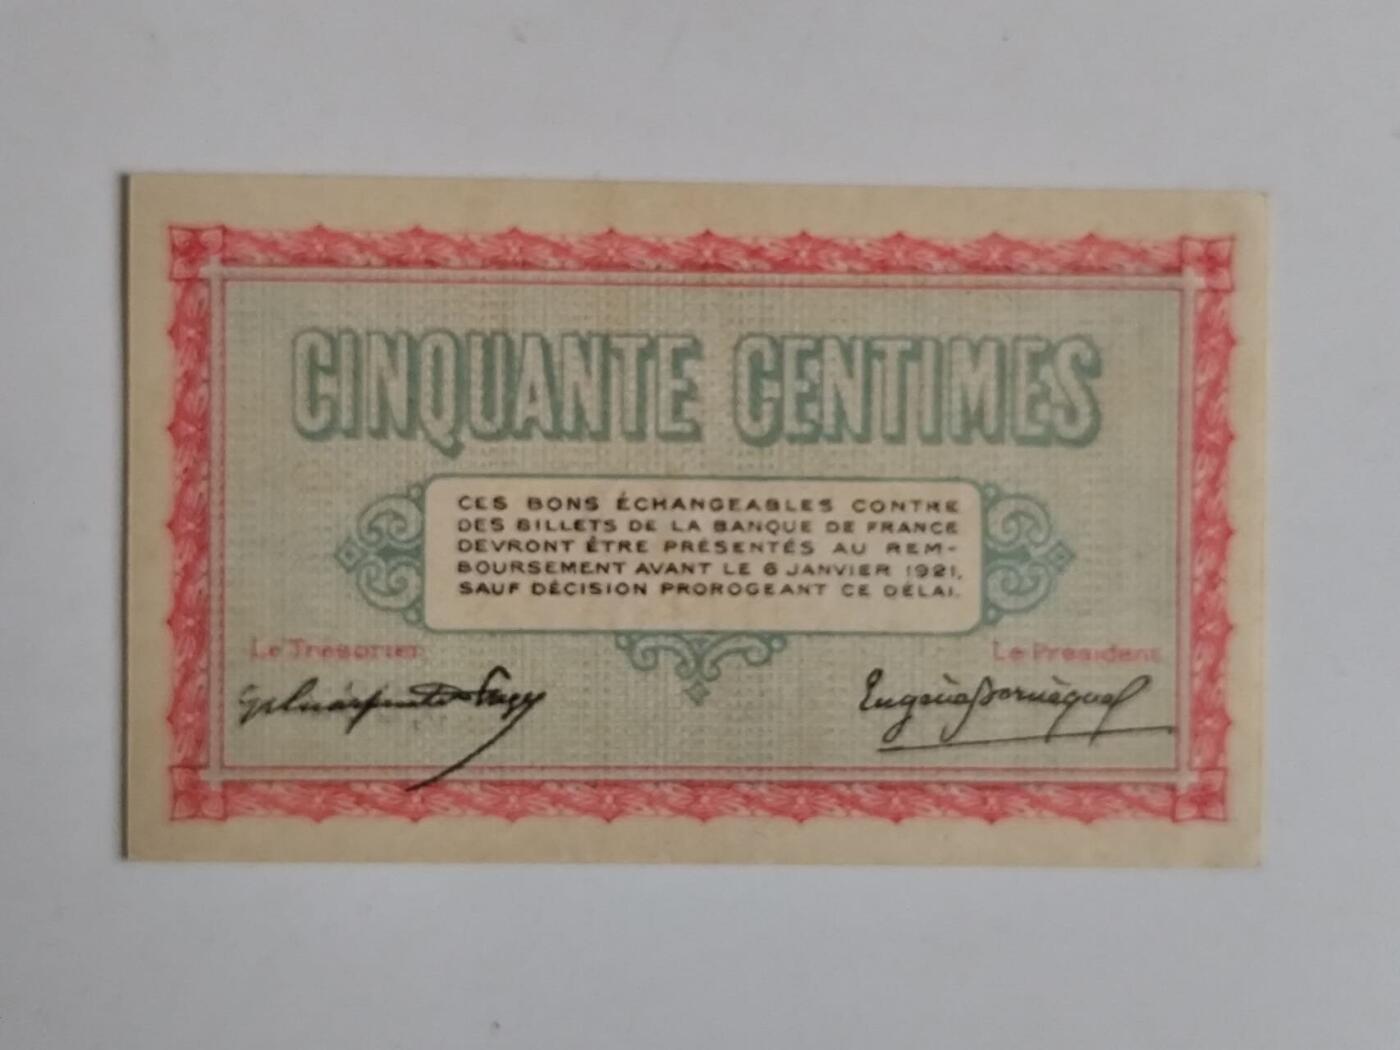 CINQUANTE CENTIMES
CES BONS ÉCHANGEABLES CONTRE
DES BILLETS DE LA BANQUE DE FRANCE
DEVRONT ÊTRE PRÉSENTÉS AU REM-
BOURSEMENT AVANT LE 6 JANVIER 1921,
SAUF DÉCISION PROROGEANT CE DÉLAI.
Le Trésorier
Le Président